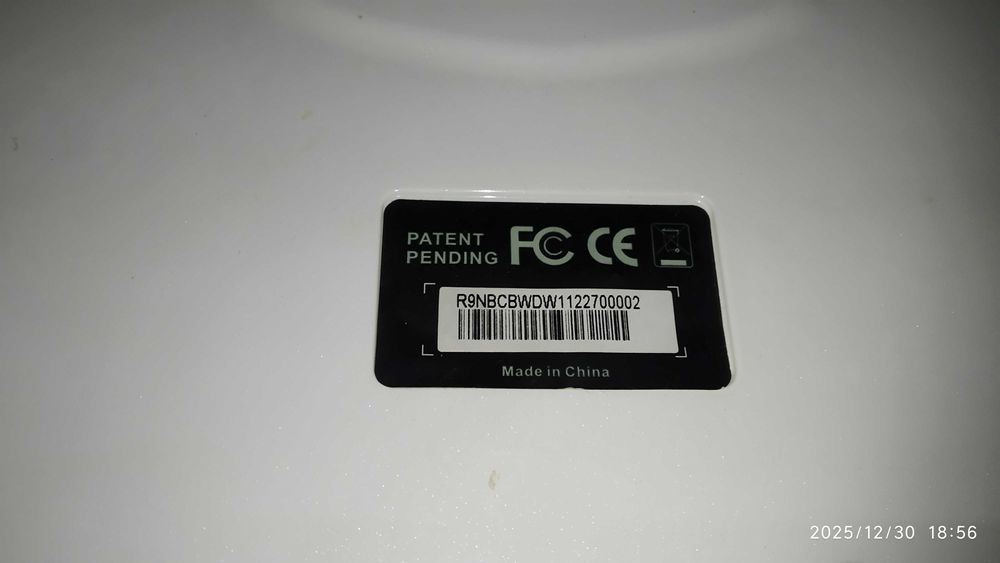 PATENT
PENDING
FC CE
R9NBCBWDW1122700002
Made in China
2025/12/30 18:56